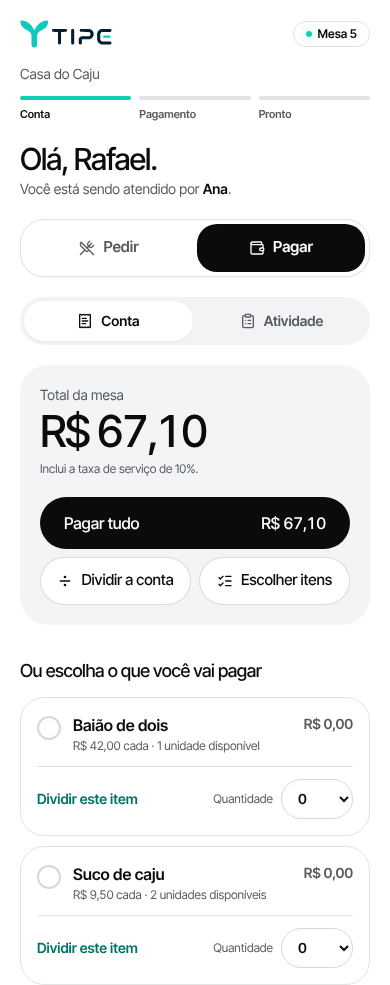 TIPE
Mesa 5
Casa do Caju
Conta
Pagamento
Pronto
Olá, Rafael.
Você está sendo atendido por Ana.
Pedir
Pagar
Conta
Atividade
Total da mesa
R$ 67,10
Inclui a taxa de serviço de 10%.
Pagar tudo
R$ 67,10
Dividir a conta
Escolher itens
Ou escolha o que você vai pagar
Baião de dois
R$ 0,00
R$ 42,00 cada · 1 unidade disponível
Dividir este item
Quantidade
0
Suco de caju
R$ 0,00
R$ 9,50 cada · 2 unidades disponíveis
Dividir este item
Quantidade
0